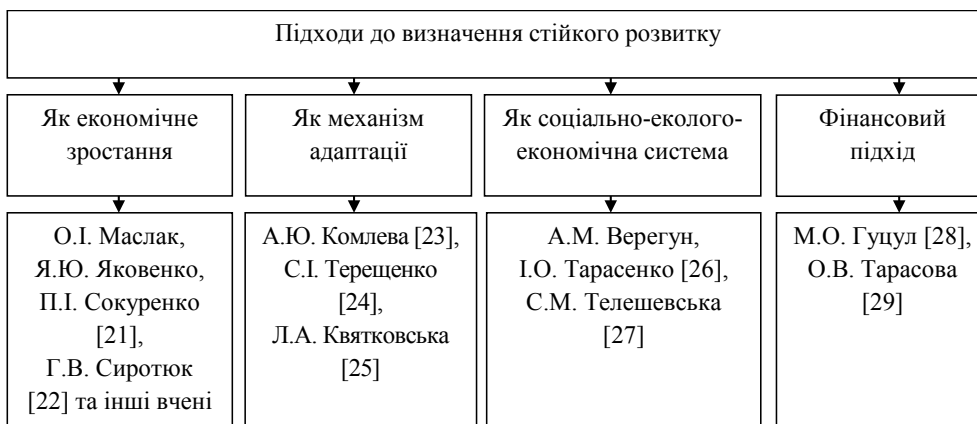 Підходи до визначення стійкого розвитку
Як економічне
зростання
Як механізм
адаптації
Як соціально-еколого-
економічна система
Фінансовий
підхід
О.І. Маслак,
Я.Ю. Яковенко,
П.І. Сокуренко
[21],
Г.В. Сиротюк
[22] та інші вчені
А.Ю. Комлева [23],
С.І. Терещенко
[24],
Л.А. Квятковська
[25]
А.М. Верегун,
І.О. Тарасенко [26],
С.М. Телешевська
[27]
М.О. Гуцул [28],
О.В. Тарасова
[29]